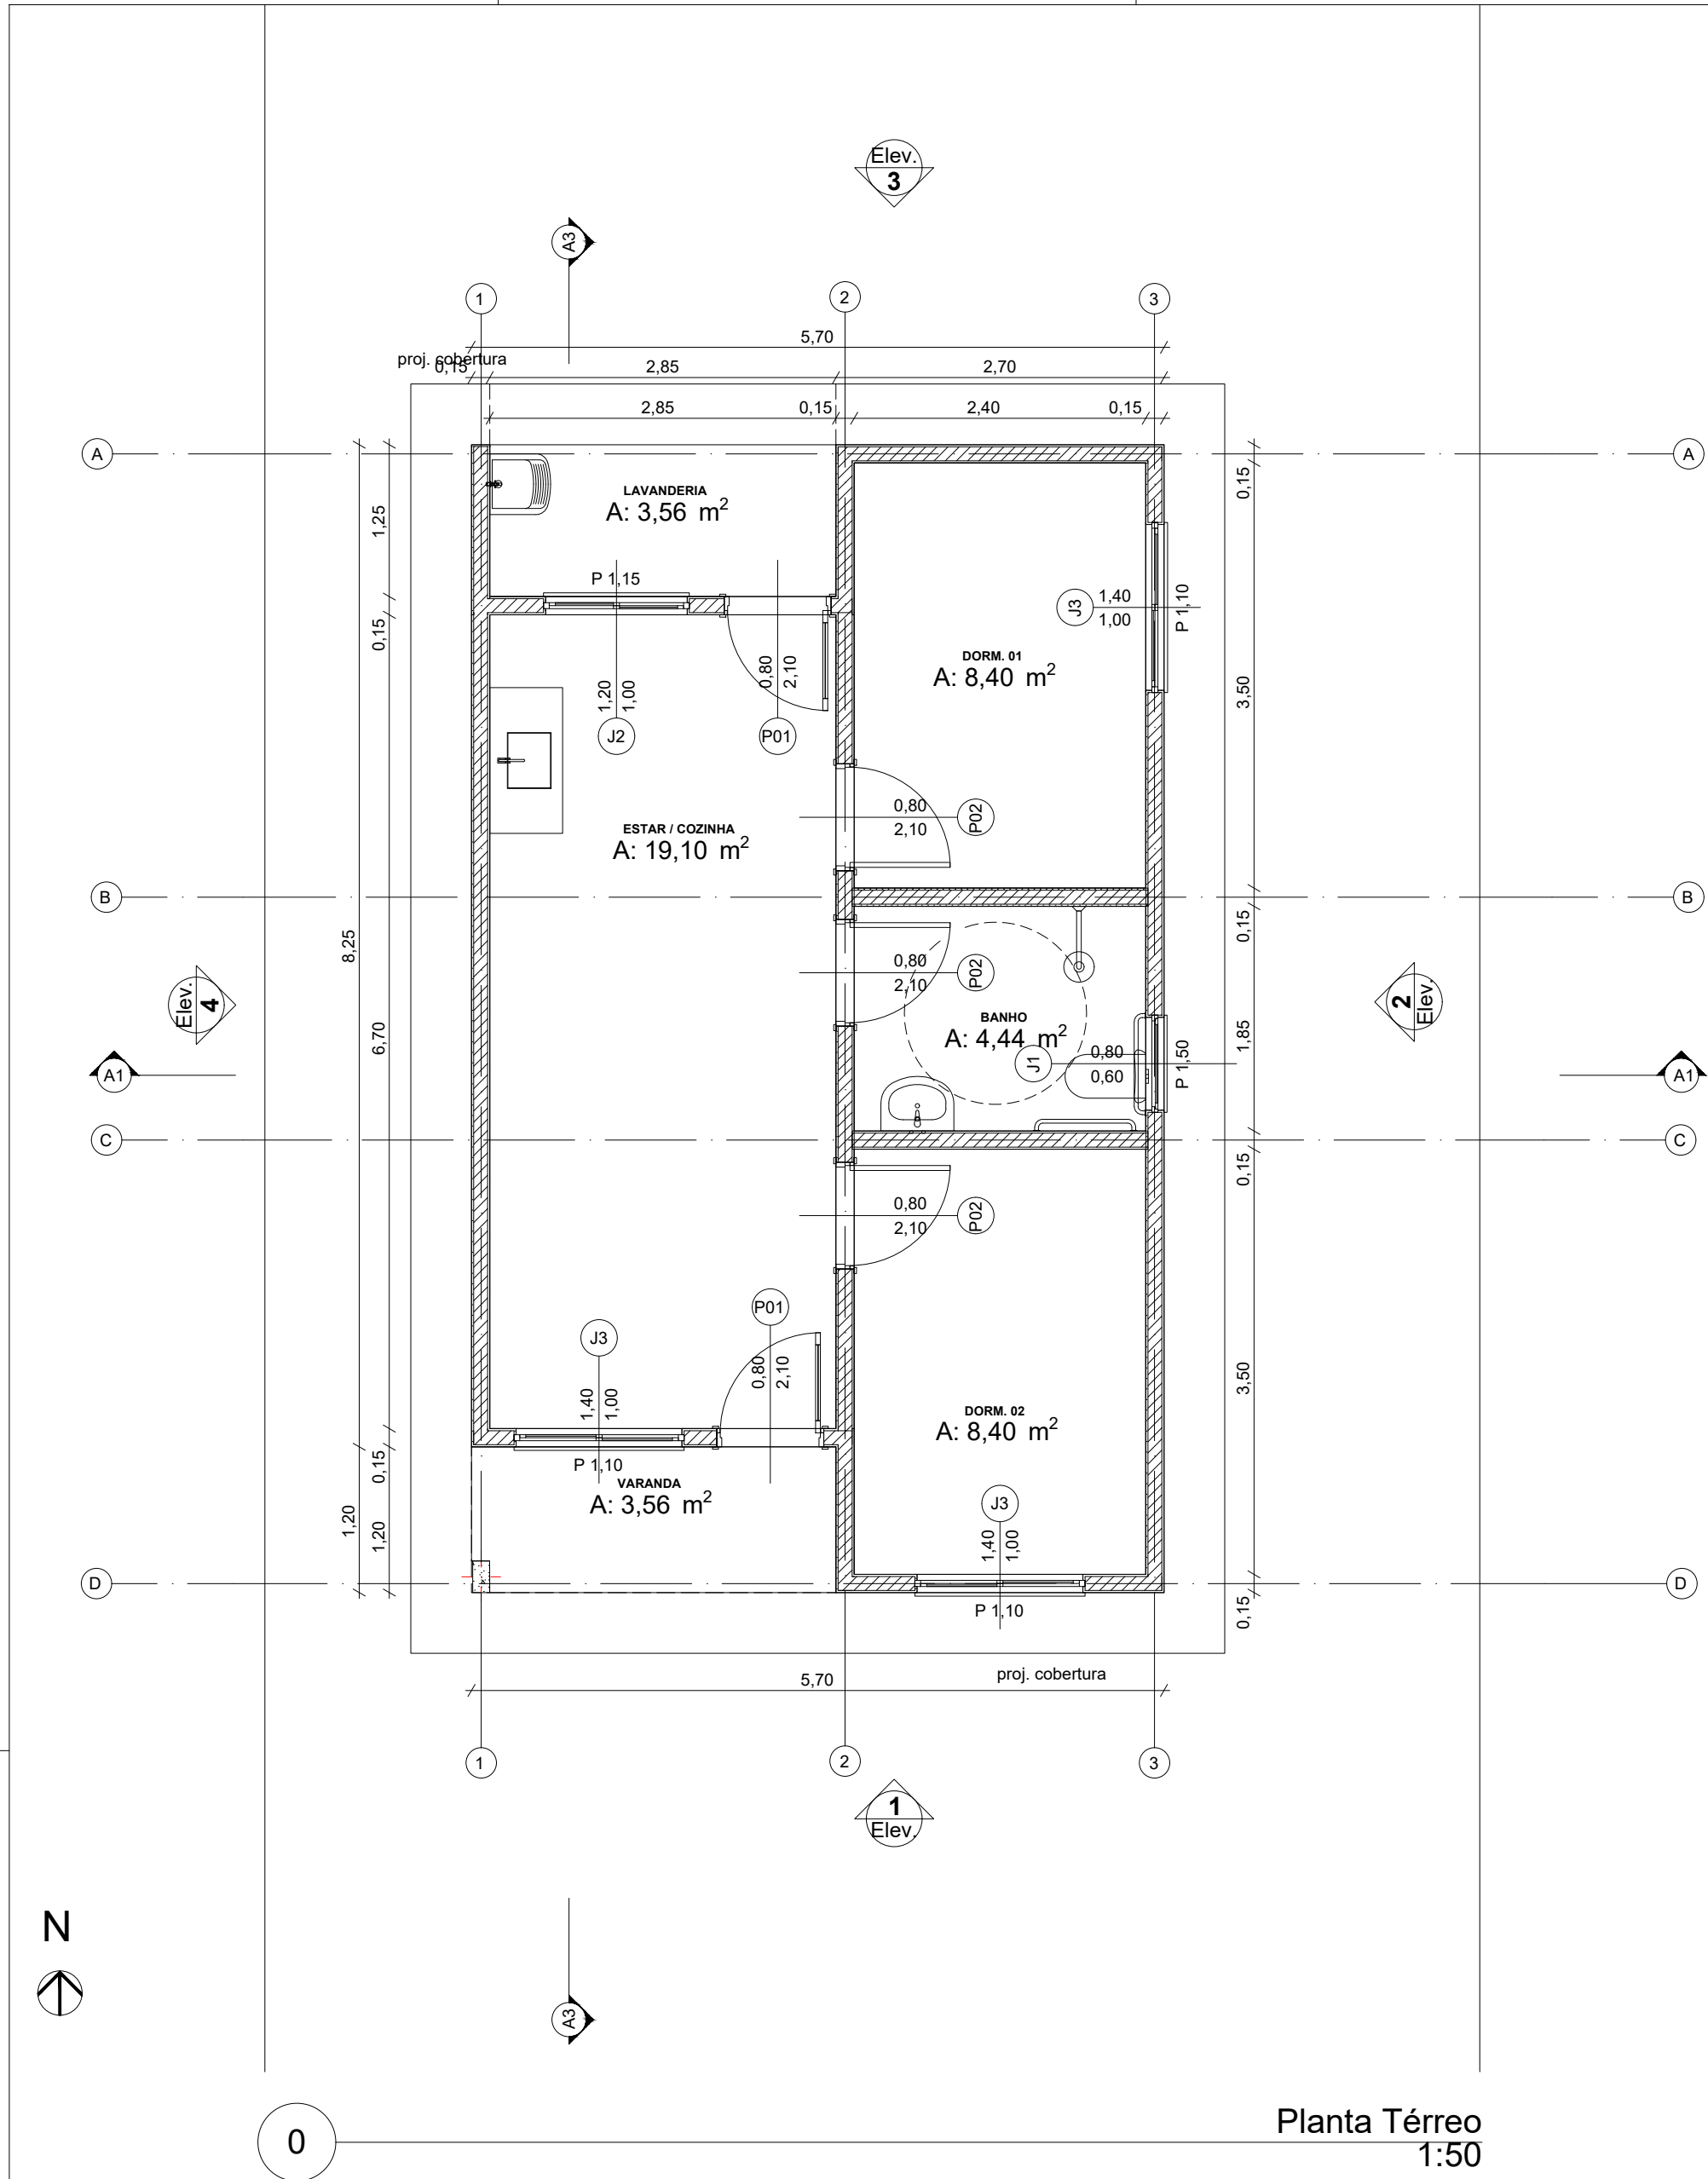 Elev.
3
A3
1
2
3
5,70
proj. cobertura
0,15
2,85
2,70
2,85
0,15
2,40
0,15
A
A
LAVANDERIA
A: 3,56 m²
1,25
0,15
P 1,15
0,15
J3
1,40
1,00
P 1,10
DORM. 01
A: 8,40 m²
0,80
2,10
1,20
1,00
3,50
J2
P01
0,80
2,10
P02
ESTAR / COZINHA
A: 19,10 m²
B
B
8,25
0,15
0,80
2,10
P02
Elev.
4
2
Elev.
BANHO
A: 4,44 m²
6,70
1,85
J1
0,80
0,60
P 1,50
A1
A1
C
C
0,15
0,80
2,10
P02
P01
J3
0,80
2,10
1,40
1,00
3,50
DORM. 02
A: 8,40 m²
0,15
P 1,10
VARANDA
A: 3,56 m²
J3
1,20
1,20
1,40
1,00
D
D
P 1,10
0,15
proj. cobertura
5,70
1
2
3
1
Elev.
N
A3
0
Planta Térreo
1:50